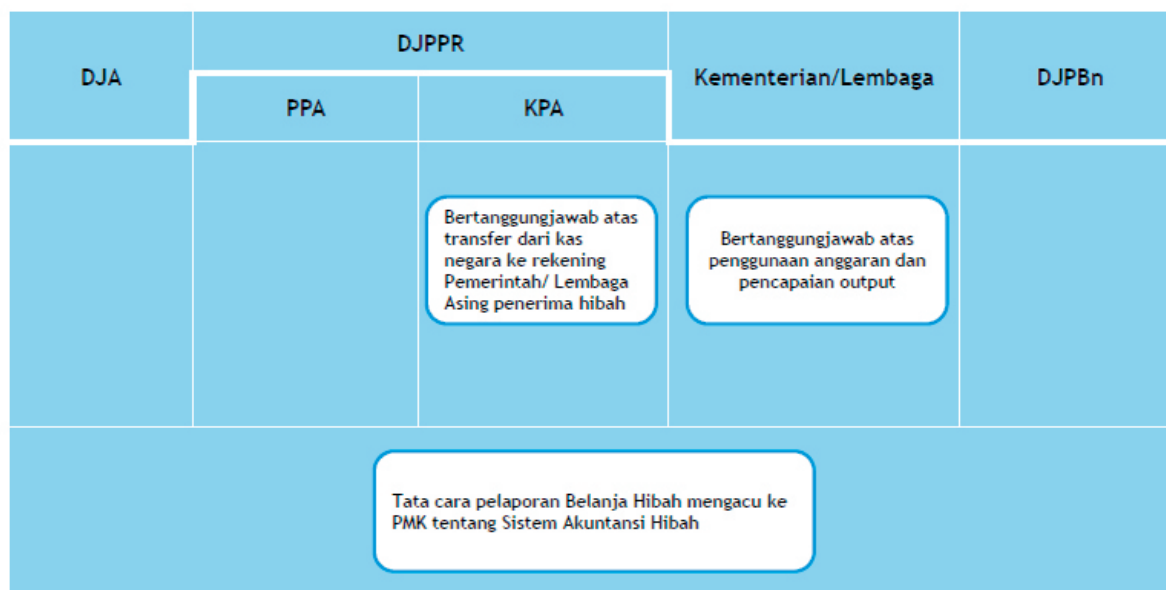 DJA
DJPPR
PPA
KPA
Kementerian/Lembaga
DJPBn
Bertanggungjawab atas
transfer dari kas
negara ke rekening
Pemerintah/ Lembaga
Asing penerima hibah
Bertanggungjawab atas
penggunaan anggaran dan
pencapaian output
Tata cara pelaporan Belanja Hibah mengacu ke
PMK tentang Sistem Akuntansi Hibah